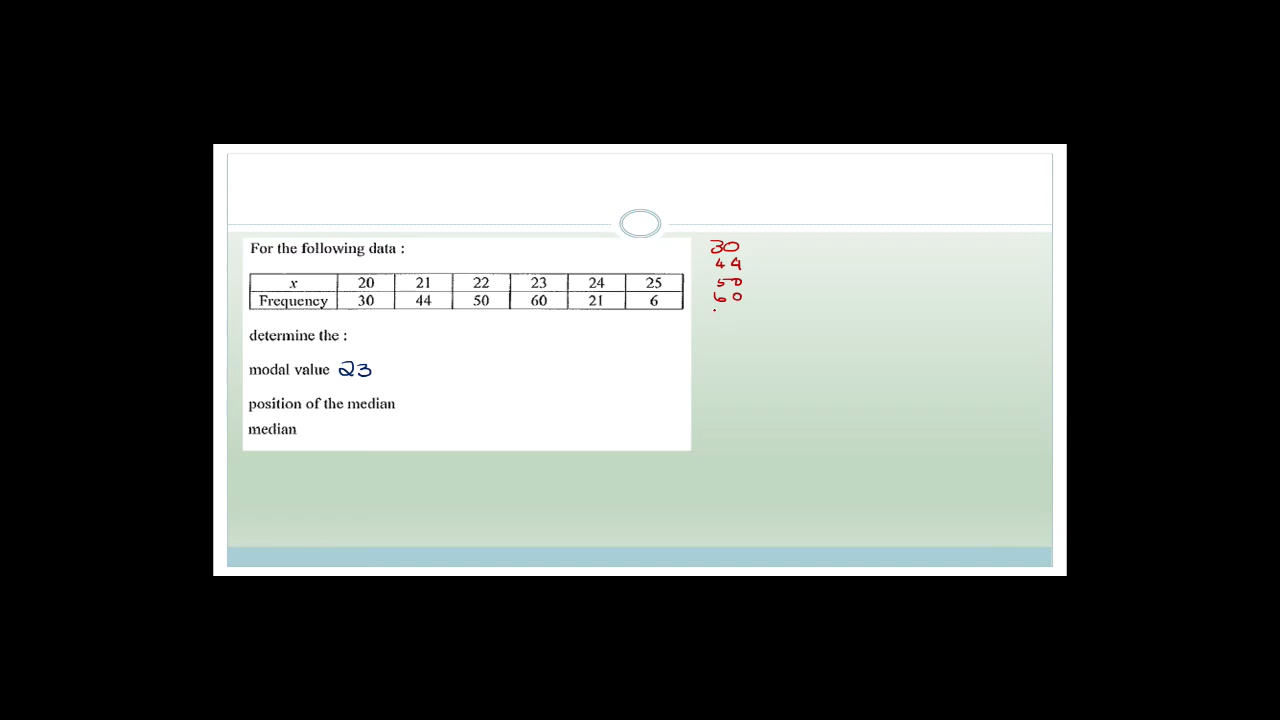 For the following data :
x 20 21 22 23 24 25
Frequency 30 44 50 60 21 6
determine the :
modal value 23
position of the median
median
30
44
50
60